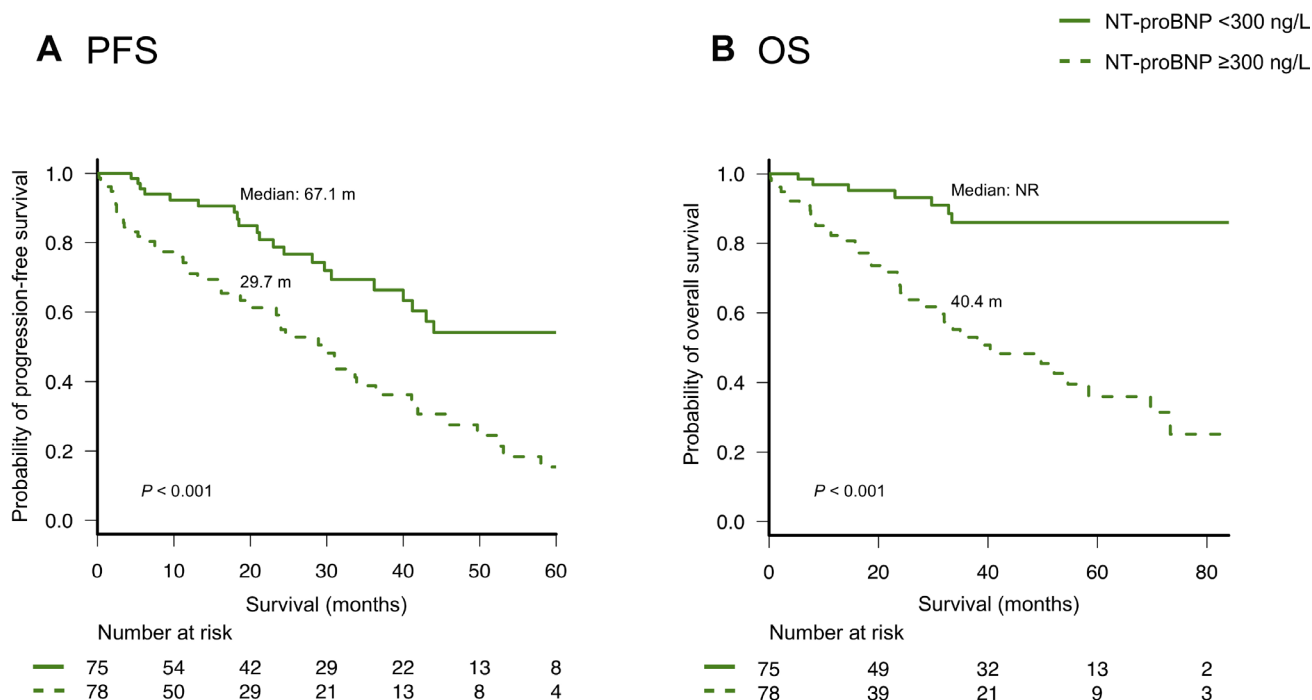 NT-proBNP <300 ng/L
NT-proBNP ≥300 ng/L
A PFS
Probability of progression-free survival
1.0
0.8
0.6
0.4
0.2
0.0
Median: 67.1 m
29.7 m
P < 0.001
0 10 20 30 40 50 60
Survival (months)
Number at risk
75 54 42 29 22 13 8
78 50 29 21 13 8 4
B OS
Probability of overall survival
1.0
0.8
0.6
0.4
0.2
0.0
Median: NR
40.4 m
P < 0.001
0 20 40 60 80
Survival (months)
75 49 32 13 2
78 39 21 9 3